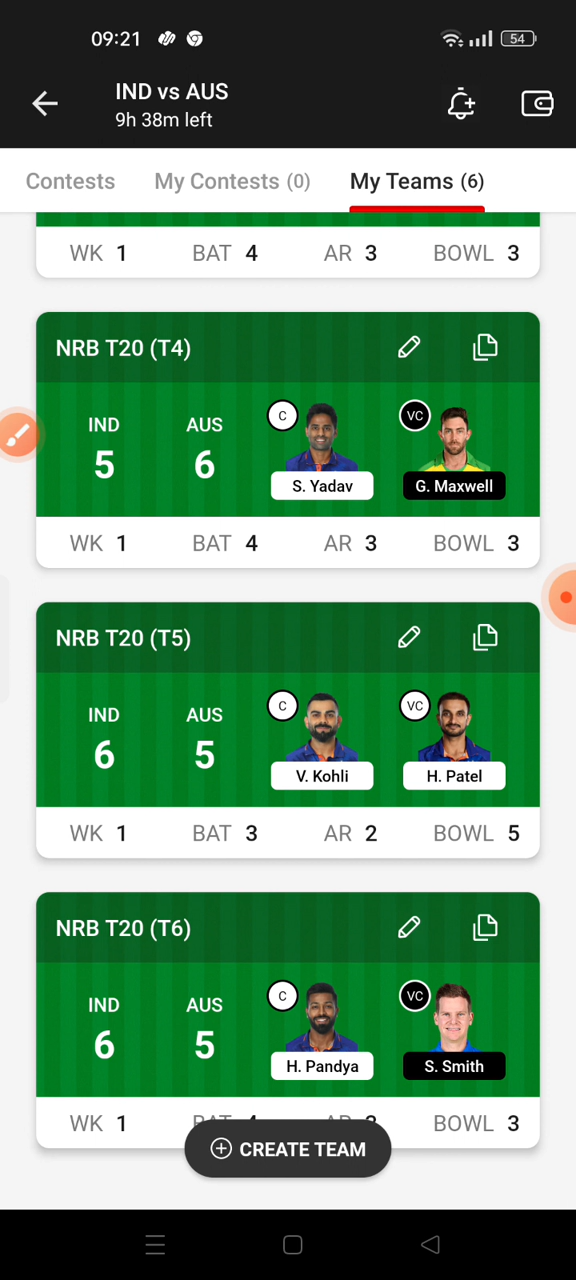 09:21
54
IND vs AUS
9h 38m left
Contests My Contests (0) My Teams (6)
WK 1 BAT 4 AR 3 BOWL 3
NRB T20 (T4)
IND AUS C VC
5 6
S. Yadav G. Maxwell
WK 1 BAT 4 AR 3 BOWL 3
NRB T20 (T5)
IND AUS C VC
6 5
V. Kohli H. Patel
WK 1 BAT 3 AR 2 BOWL 5
NRB T20 (T6)
IND AUS C VC
6 5
H. Pandya S. Smith
WK 1 BAT 4 AR 3 BOWL 3
CREATE TEAM